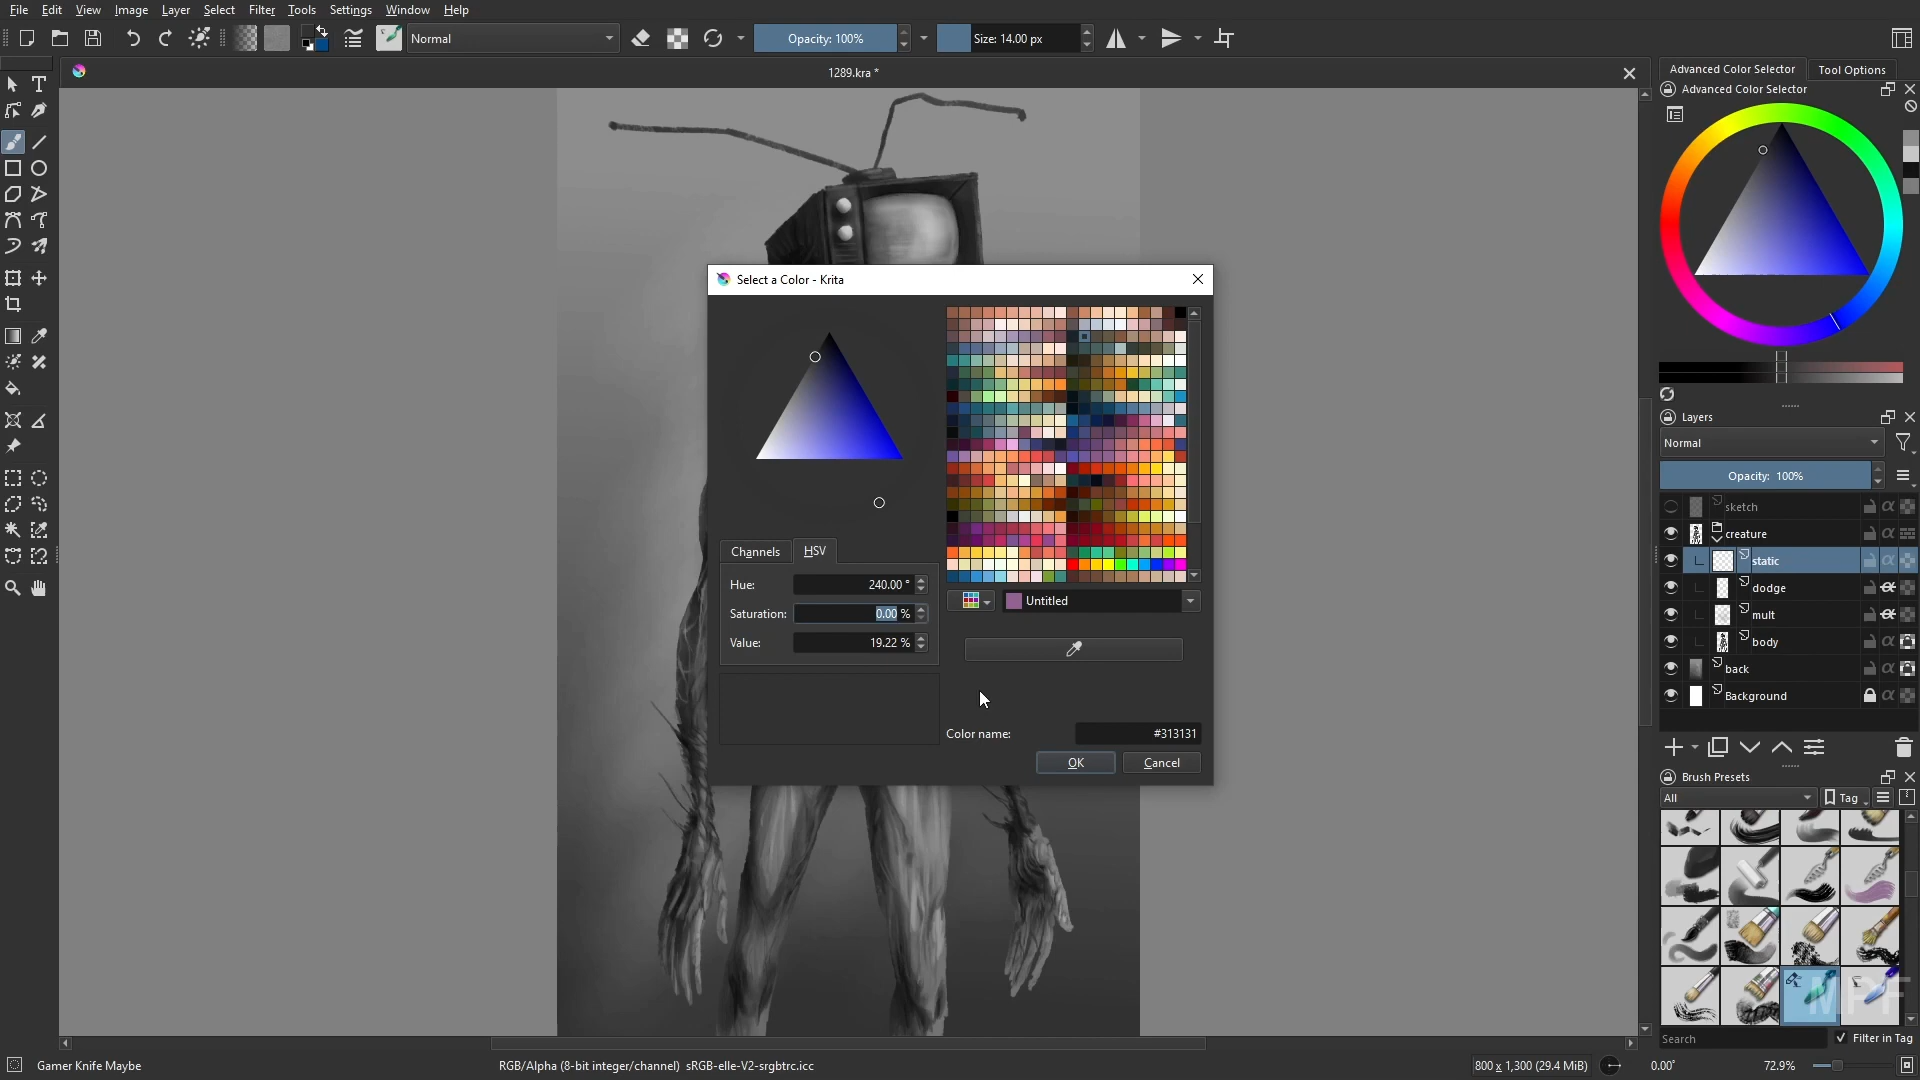 File Edit View Image Layer Select Filter Tools Settings Window Help
Normal
Opacity: 100%
Size: 14.00 px
1289.kra *
Advanced Color Selector
Tool Options
Advanced Color Selector
Select a Color - Krita
Channels
HSV
Hue: 240.00 °
Saturation: 0.00 %
Value: 19.22 %
Untitled
Color name: #313131
OK
Cancel
Layers
Normal
Opacity: 100%
sketch
creature
static
dodge
mult
body
back
Background
Brush Presets
All
Tag
MPF
Search
Filter in Tag
Gamer Knife Maybe
RGB/Alpha (8-bit integer/channel) sRGB-elle-V2-srgbtrc.icc
800 x 1,300 (29.4 MiB)
0.00°
72.9%